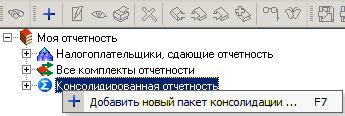 Моя отчетность
Налогоплательщики, сдающие отчетность
Все комплекты отчетности
Консолидированная отчетность
Добавить новый пакет консолидации ... F7